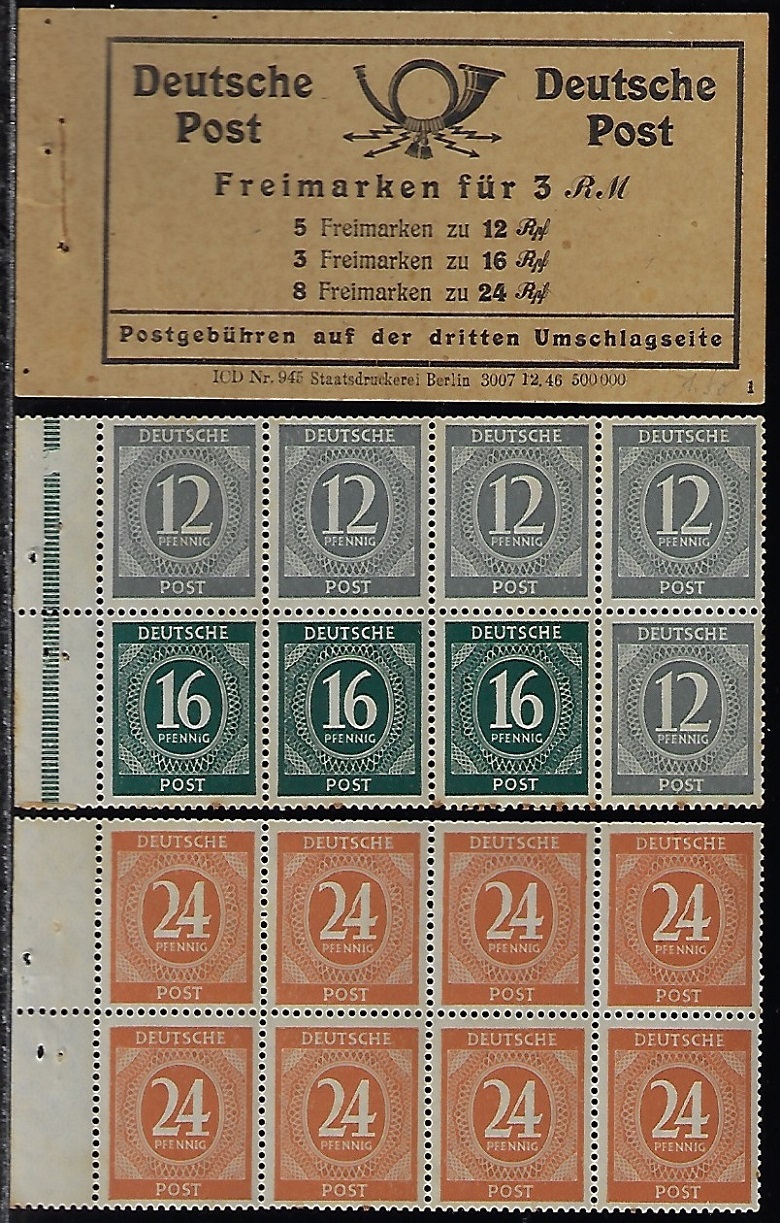 Deutsche Deutsche
Post Post
Freimarken für 3 RM
5 Freimarken zu 12 Rpf
3 Freimarken zu 16 Rpf
8 Freimarken zu 24 Rpf
Postgebühren auf der dritten Umschlagseite
ICD Nr. 945 Staatsdruckerei Berlin 3007 12.46 500 000
1
DEUTSCHE DEUTSCHE DEUTSCHE DEUTSCHE
12 12 12 12
PFENNIG PFENNIG PFENNIG PFENNIG
POST POST POST POST
DEUTSCHE DEUTSCHE DEUTSCHE DEUTSCHE
16 16 16 12
PFENNIG PFENNIG PFENNIG PFENNIG
POST POST POST POST
DEUTSCHE DEUTSCHE DEUTSCHE DEUTSCHE
24 24 24 24
PFENNIG PFENNIG PFENNIG PFENNIG
POST POST POST POST
DEUTSCHE DEUTSCHE DEUTSCHE DEUTSCHE
24 24 24 24
PFENNIG PFENNIG PFENNIG PFENNIG
POST POST POST POST